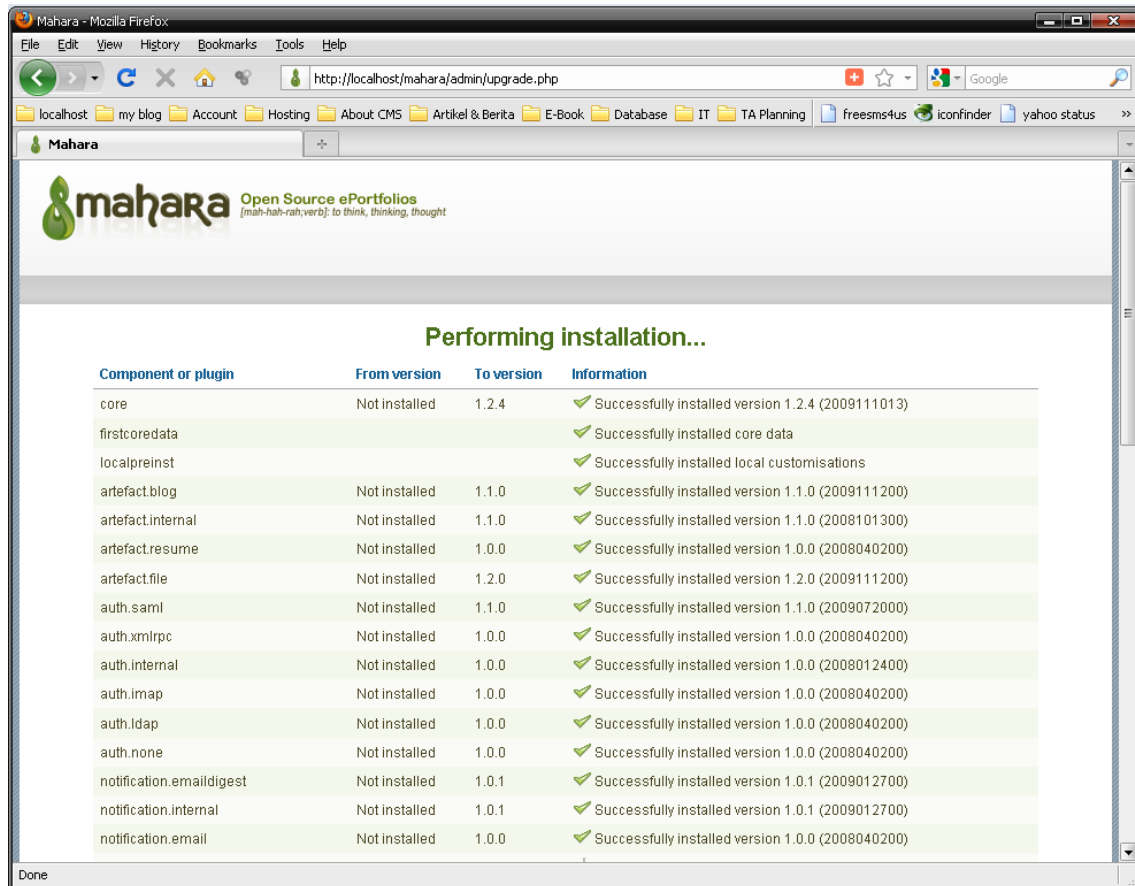 Mahara - Mozilla Firefox
File Edit View History Bookmarks Tools Help
http://localhost/mahara/admin/upgrade.php Google
localhost my blog Account Hosting About CMS Artikel & Berita E-Book Database IT TA Planning freesms4us iconfinder yahoo status »
Mahara
mahara Open Source ePortfolios
[mah-hah-rah;verb]: to think, thinking, thought
Performing installation...
Component or plugin From version To version Information
core Not installed 1.2.4 Successfully installed version 1.2.4 (2009111013)
firstcoredata Successfully installed core data
localpreinst Successfully installed local customisations
artefact.blog Not installed 1.1.0 Successfully installed version 1.1.0 (2009111200)
artefact.internal Not installed 1.1.0 Successfully installed version 1.1.0 (2008101300)
artefact.resume Not installed 1.0.0 Successfully installed version 1.0.0 (2008040200)
artefact.file Not installed 1.2.0 Successfully installed version 1.2.0 (2009111200)
auth.saml Not installed 1.1.0 Successfully installed version 1.1.0 (2009072000)
auth.xmlrpc Not installed 1.0.0 Successfully installed version 1.0.0 (2008040200)
auth.internal Not installed 1.0.0 Successfully installed version 1.0.0 (2008012400)
auth.imap Not installed 1.0.0 Successfully installed version 1.0.0 (2008040200)
auth.ldap Not installed 1.0.0 Successfully installed version 1.0.0 (2008040200)
auth.none Not installed 1.0.0 Successfully installed version 1.0.0 (2008040200)
notification.emaildigest Not installed 1.0.1 Successfully installed version 1.0.1 (2009012700)
notification.internal Not installed 1.0.1 Successfully installed version 1.0.1 (2009012700)
notification.email Not installed 1.0.0 Successfully installed version 1.0.0 (2008040200)
Done